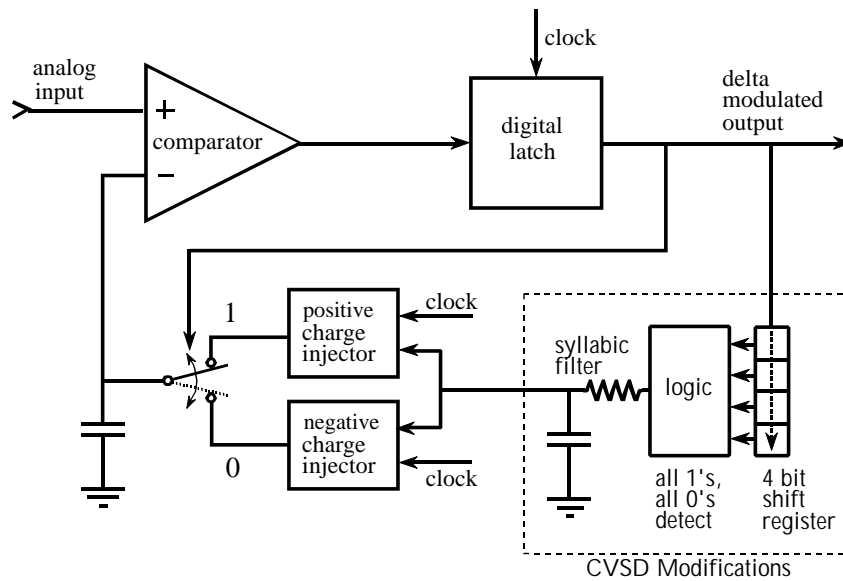 clock
analog
input
delta
modulated
output
+
comparator
−
digital
latch
1
positive
charge
injector
clock
syllabic
filter
logic
negative
charge
injector
0
clock
all 1's,
all 0's
detect
4 bit
shift
register
CVSD Modifications